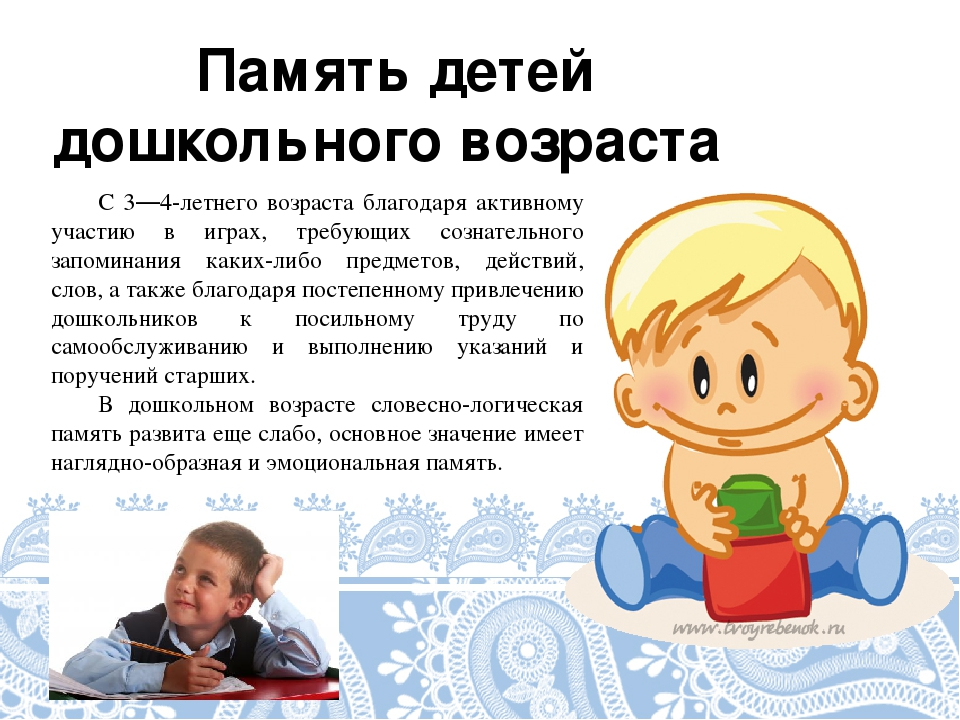 Память детей
дошкольного возраста
С 3—4-летнего возраста благодаря активному
участию в играх, требующих сознательного
запоминания каких-либо предметов, действий,
слов, а также благодаря постепенному привлечению
дошкольников к посильному труду по
самообслуживанию и выполнению указаний и
поручений старших.
В дошкольном возрасте словесно-логическая
память развита еще слабо, основное значение имеет
наглядно-образная и эмоциональная память.
www.tvoyrebenok.ru